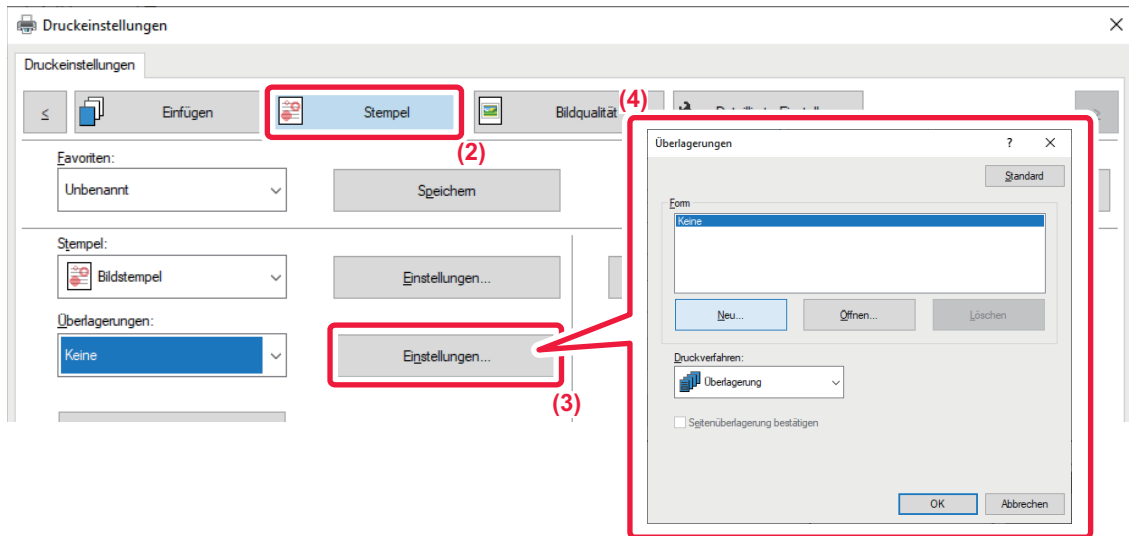 Druckeinstellungen
Druckeinstellungen
≤
Einfügen
Stempel
Bildqualität
(4)
(2)
Favoriten:
Unbenannt
Speichern
Stempel:
Bildstempel
Einstellungen...
Überlagerungen:
Keine
Einstellungen...
(3)
Überlagerungen
?
Standard
Form
Keine
Neu...
Öffnen...
Löschen
Druckverfahren:
Überlagerung
Seitenüberlagerung bestätigen
OK
Abbrechen